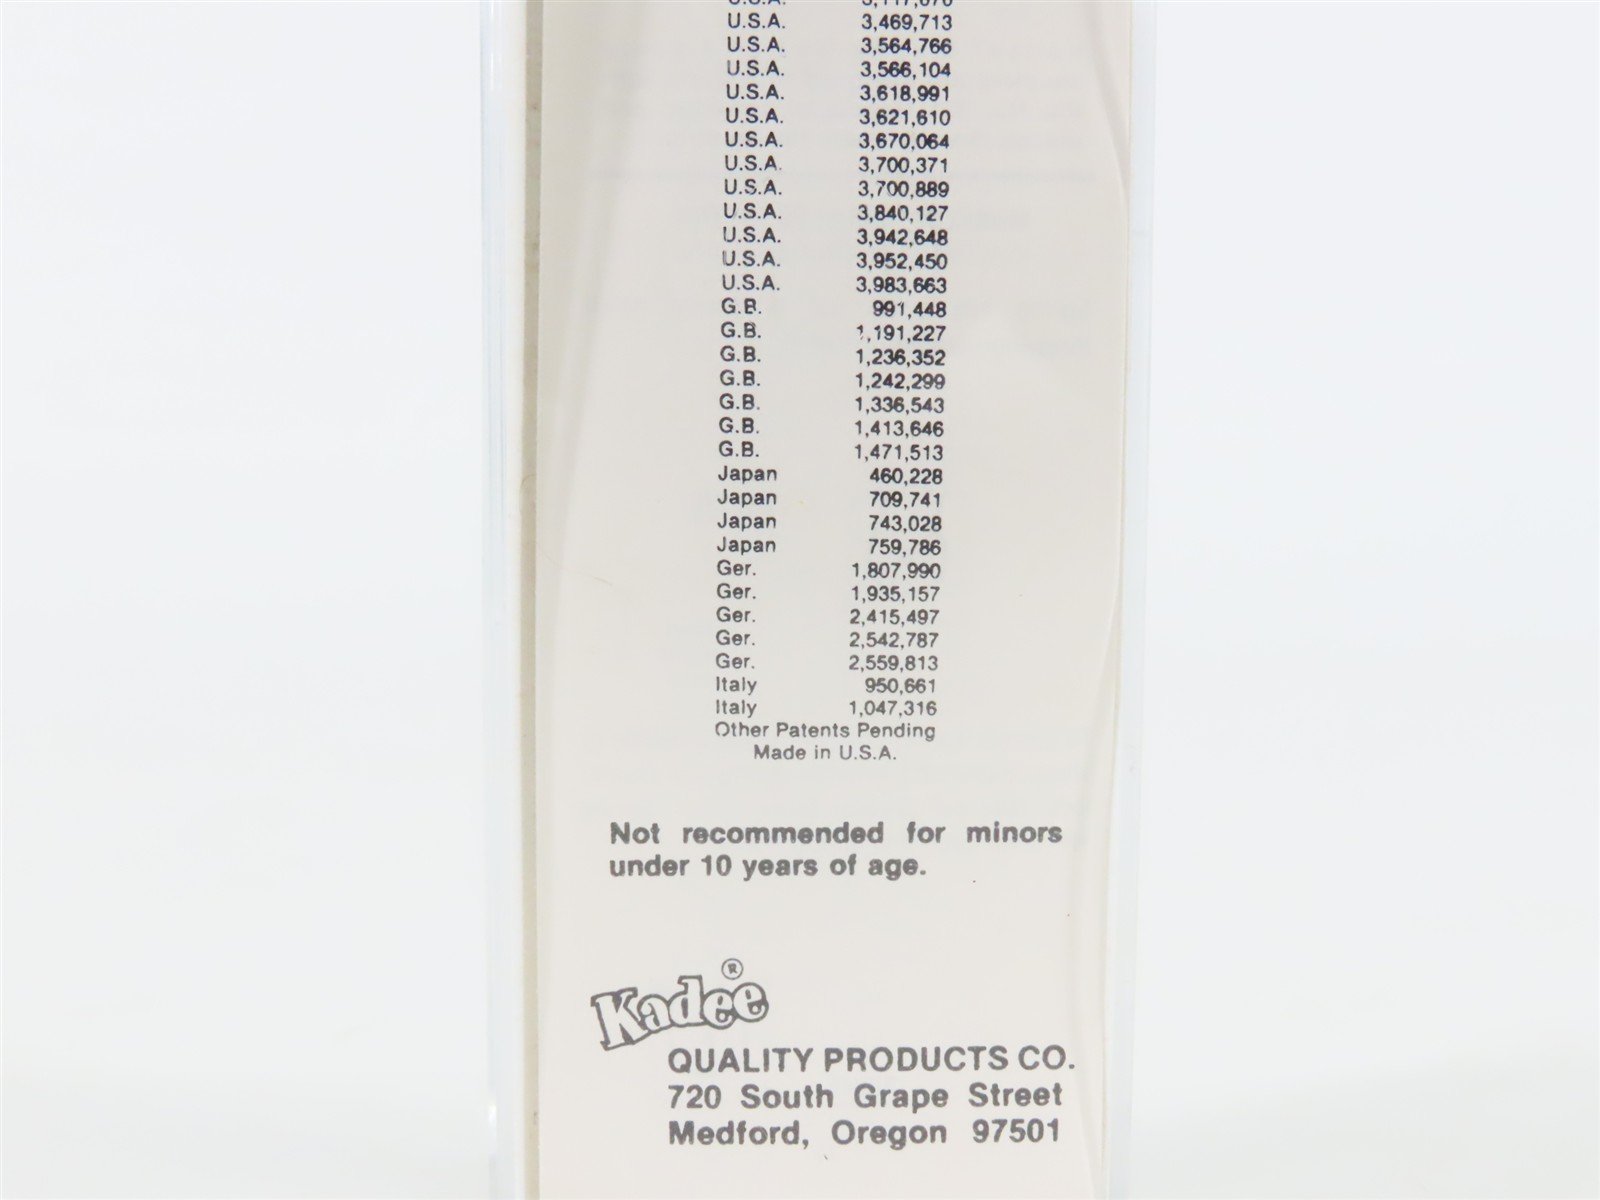 U.S.A. 3,117,676
U.S.A. 3,469,713
U.S.A. 3,564,766
U.S.A. 3,566,104
U.S.A. 3,618,991
U.S.A. 3,621,610
U.S.A. 3,670,064
U.S.A. 3,700,371
U.S.A. 3,700,889
U.S.A. 3,840,127
U.S.A. 3,942,648
U.S.A. 3,952,450
U.S.A. 3,983,663
G.B. 991,448
G.B. 1,191,227
G.B. 1,236,352
G.B. 1,242,299
G.B. 1,336,543
G.B. 1,413,646
G.B. 1,471,513
Japan 460,228
Japan 709,741
Japan 743,028
Japan 759,786
Ger. 1,807,990
Ger. 1,935,157
Ger. 2,415,497
Ger. 2,542,787
Ger. 2,559,813
Italy 950,661
Italy 1,047,316
Other Patents Pending
Made in U.S.A.
Not recommended for minors
under 10 years of age.
Kadee®
QUALITY PRODUCTS CO.
720 South Grape Street
Medford, Oregon 97501